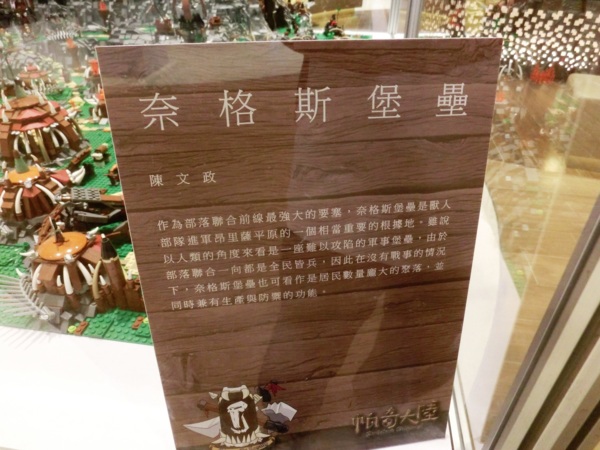 奈格斯堡壘
陳文政
作為部落聯合前線最強大的要塞，奈格斯堡壘是獸人
部隊進軍昂里薩平原的一個相當重要的根據地。雖說
以人類的角度來看是一座難以攻陷的軍事堡壘，由於
部落聯合一向都是全民皆兵，因此在沒有戰事的情況
下，奈格斯堡壘也可看作是居民數量龐大的聚落，並
同時兼有生產與防禦的功能。
帕奇大陸